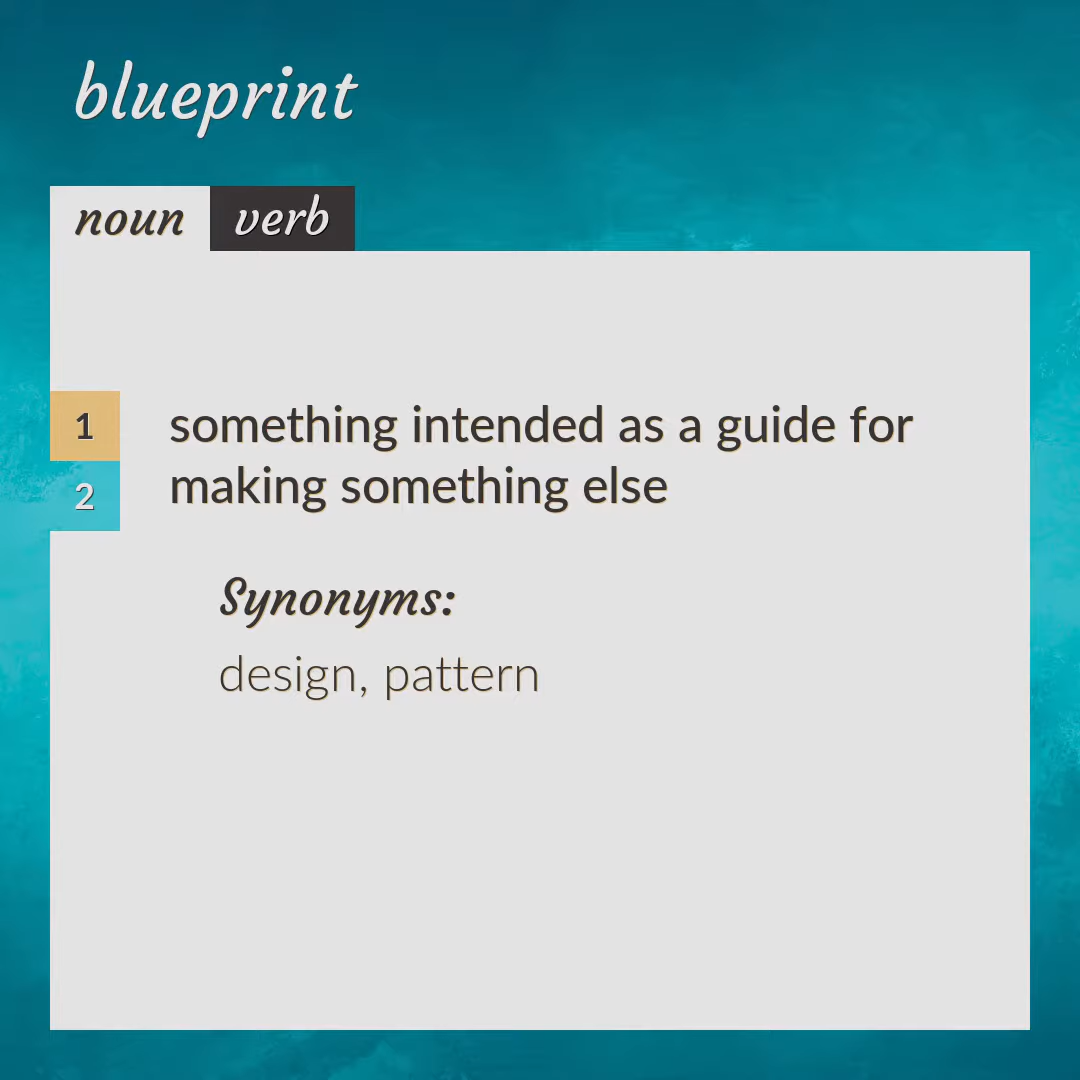 blueprint
noun verb
1 something intended as a guide for
making something else
2
Synonyms:
design, pattern